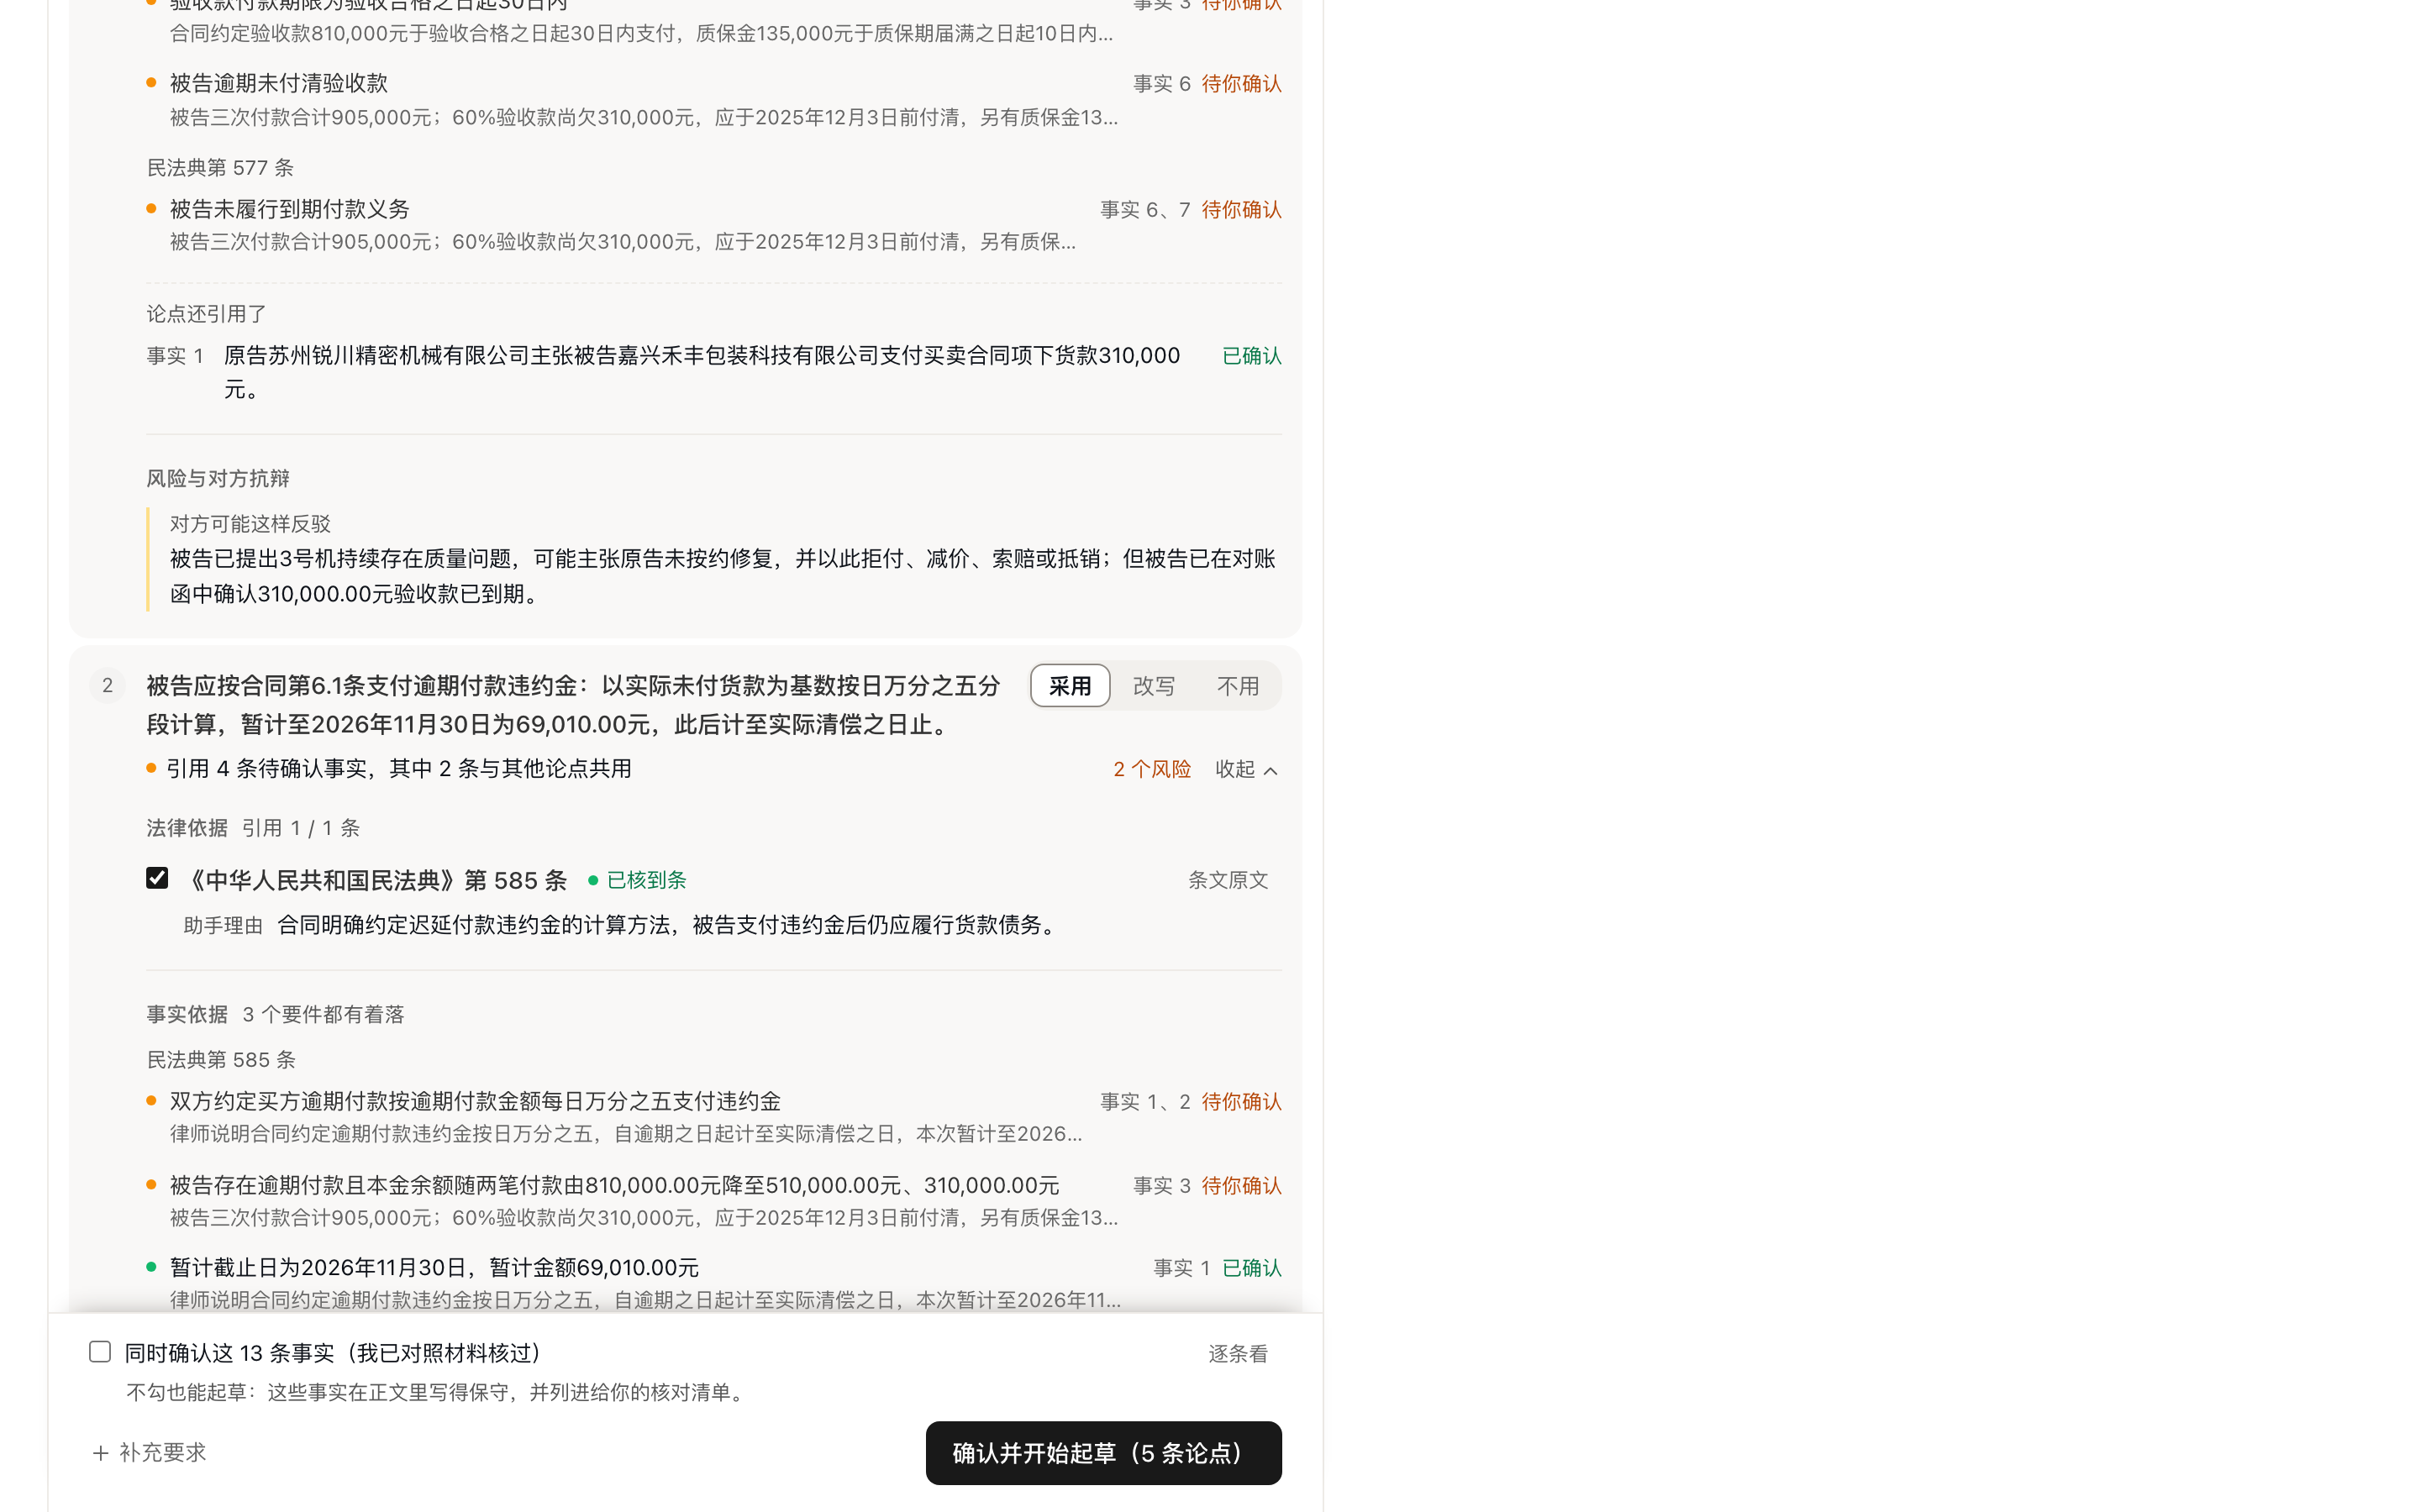 验收款付款期限为验收合格之日起30日内 事实 3 待你确认
合同约定验收款810,000元于验收合格之日起30日内支付，质保金135,000元于质保期届满之日起10日内...
被告逾期未付清验收款 事实 6 待你确认
被告三次付款合计905,000元；60%验收款尚欠310,000元，应于2025年12月3日前付清，另有质保金13...
民法典第 577 条
被告未履行到期付款义务 事实 6、7 待你确认
被告三次付款合计905,000元；60%验收款尚欠310,000元，应于2025年12月3日前付清，另有质保...
论点还引用了
事实 1 原告苏州锐川精密机械有限公司主张被告嘉兴禾丰包装科技有限公司支付买卖合同项下货款310,000 已确认
元。
风险与对方抗辩
对方可能这样反驳
被告已提出3号机持续存在质量问题，可能主张原告未按约修复，并以此拒付、减价、索赔或抵销；但被告已在对账
函中确认310,000.00元验收款已到期。
2 被告应按合同第6.1条支付逾期付款违约金：以实际未付货款为基数按日万分之五分 采用 改写 不用
段计算，暂计至2026年11月30日为69,010.00元，此后计至实际清偿之日止。
引用 4 条待确认事实，其中 2 条与其他论点共用 2 个风险 收起
法律依据 引用 1 / 1 条
《中华人民共和国民法典》第 585 条 已核到条 条文原文
助手理由 合同明确约定迟延付款违约金的计算方法，被告支付违约金后仍应履行货款债务。
事实依据 3 个要件都有着落
民法典第 585 条
双方约定买方逾期付款按逾期付款金额每日万分之五支付违约金 事实 1、2 待你确认
律师说明合同约定逾期付款违约金按日万分之五，自逾期之日起计至实际清偿之日，本次暂计至2026...
被告存在逾期付款且本金余额随两笔付款由810,000.00元降至510,000.00元、310,000.00元 事实 3 待你确认
被告三次付款合计905,000元；60%验收款尚欠310,000元，应于2025年12月3日前付清，另有质保金13...
暂计截止日为2026年11月30日，暂计金额69,010.00元 事实 1 已确认
律师说明合同约定逾期付款违约金按日万分之五，自逾期之日起计至实际清偿之日，本次暂计至2026年11...
同时确认这 13 条事实（我已对照材料核过） 逐条看
不勾也能起草：这些事实在正文里写得保守，并列进给你的核对清单。
+ 补充要求 确认并开始起草（5 条论点）